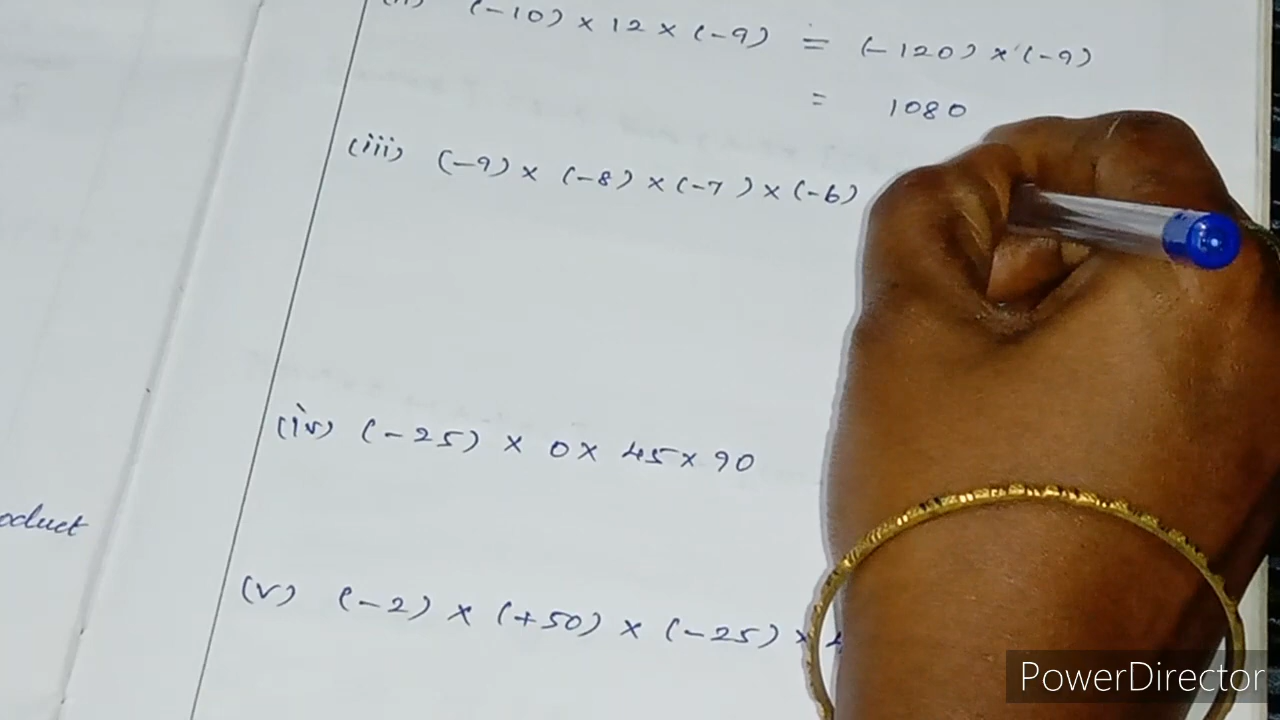 (-10) × 12 × (-9) = (-120) × (-9)
= 1080
(iii) (-9) × (-8) × (-7) × (-6)
(iv) (-25) × 0 × 45 × 90
oduct
(v) (-2) × (+50) × (-25) × 4
PowerDirector